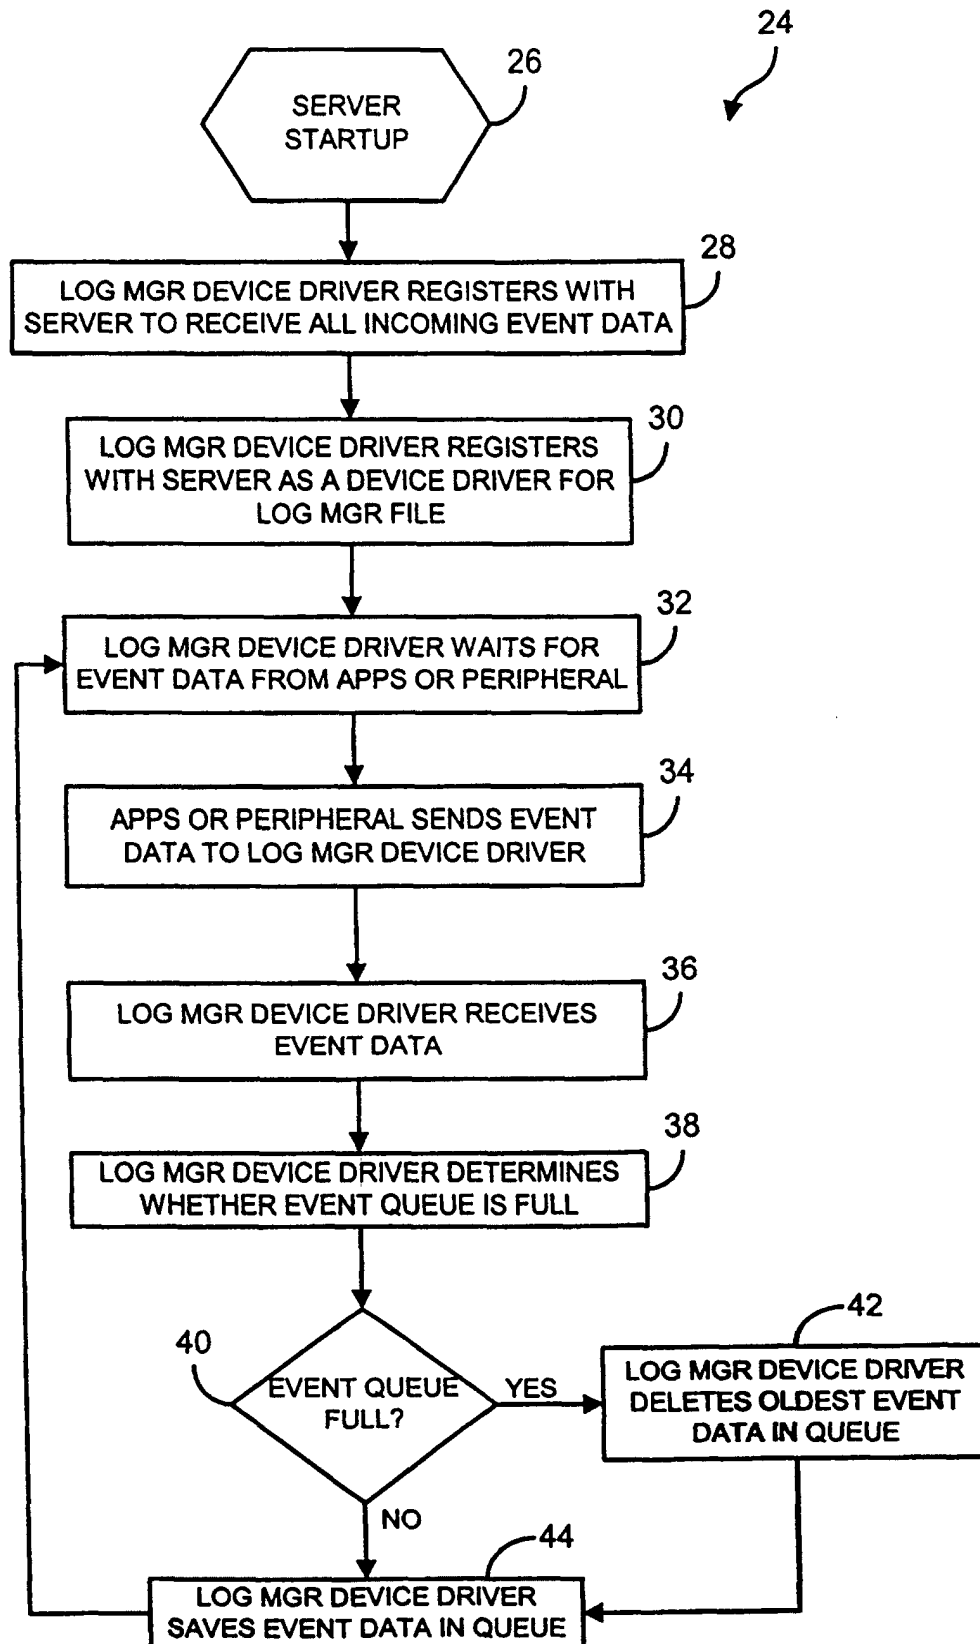 24
26
SERVER
STARTUP
28
LOG MGR DEVICE DRIVER REGISTERS WITH
SERVER TO RECEIVE ALL INCOMING EVENT DATA
30
LOG MGR DEVICE DRIVER REGISTERS
WITH SERVER AS A DEVICE DRIVER FOR
LOG MGR FILE
32
LOG MGR DEVICE DRIVER WAITS FOR
EVENT DATA FROM APPS OR PERIPHERAL
34
APPS OR PERIPHERAL SENDS EVENT
DATA TO LOG MGR DEVICE DRIVER
36
LOG MGR DEVICE DRIVER RECEIVES
EVENT DATA
38
LOG MGR DEVICE DRIVER DETERMINES
WHETHER EVENT QUEUE IS FULL
40
EVENT QUEUE
FULL?
YES
42
LOG MGR DEVICE DRIVER
DELETES OLDEST EVENT
DATA IN QUEUE
NO
44
LOG MGR DEVICE DRIVER
SAVES EVENT DATA IN QUEUE